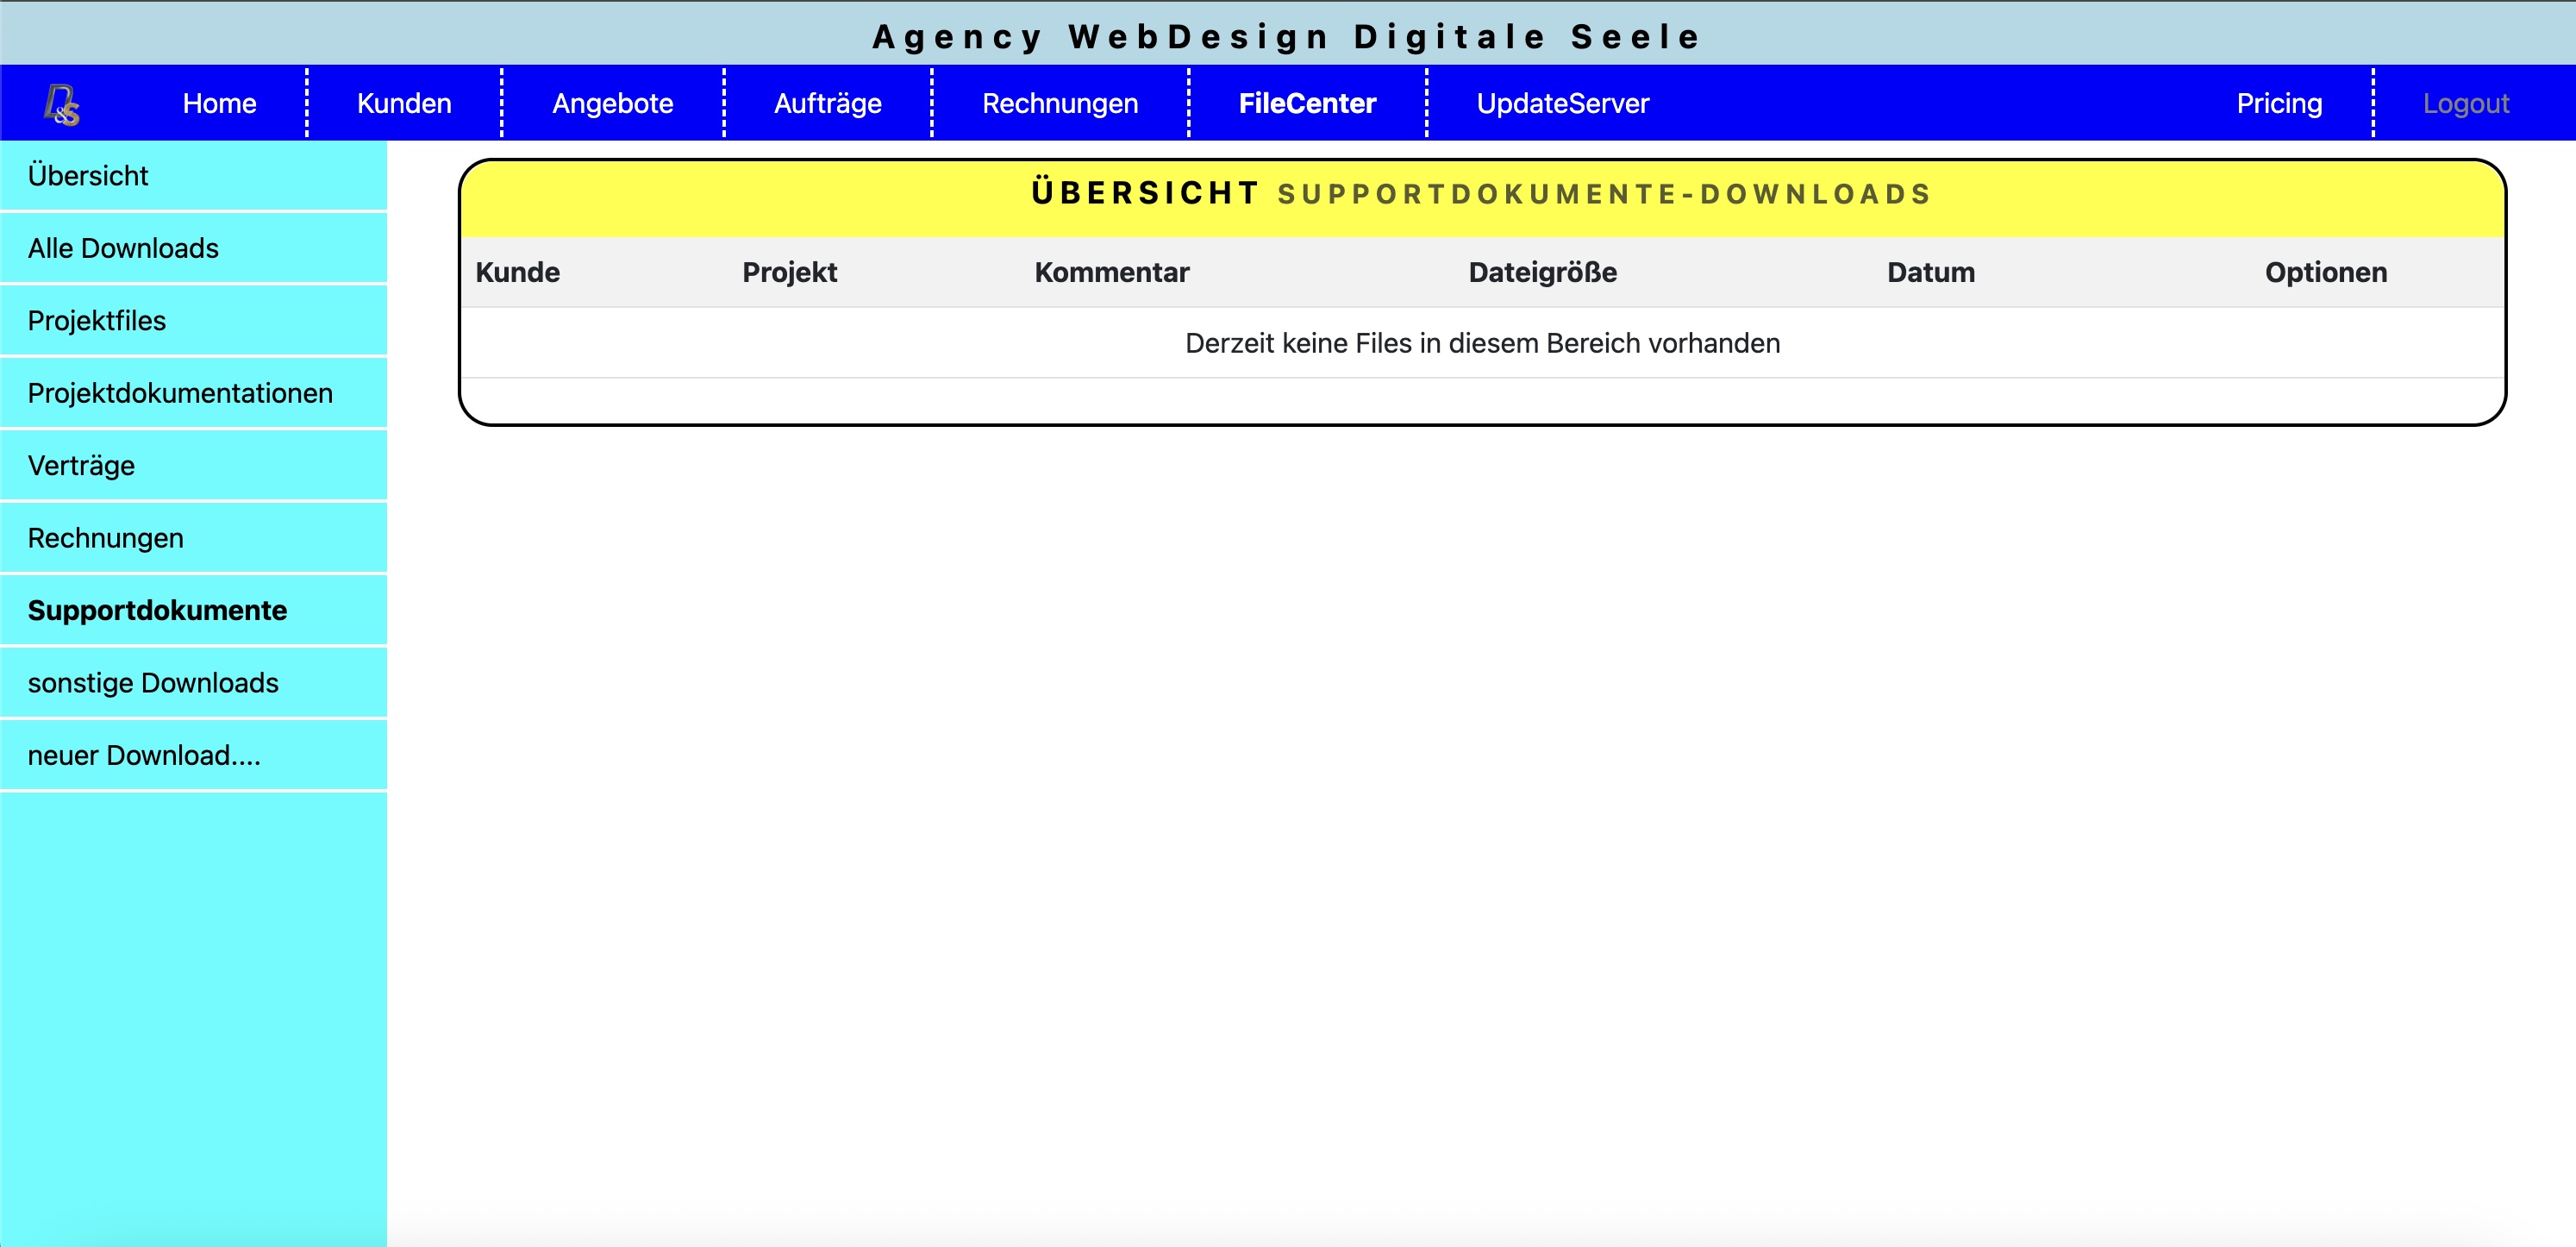 Agency WebDesign Digitale Seele
D&S Home Kunden Angebote Aufträge Rechnungen FileCenter UpdateServer Pricing Logout
Übersicht
Alle Downloads
Projektfiles
Projektdokumentationen
Verträge
Rechnungen
Supportdokumente
sonstige Downloads
neuer Download....
ÜBERSICHT SUPPORTDOKUMENTE-DOWNLOADS
Kunde Projekt Kommentar Dateigröße Datum Optionen
Derzeit keine Files in diesem Bereich vorhanden